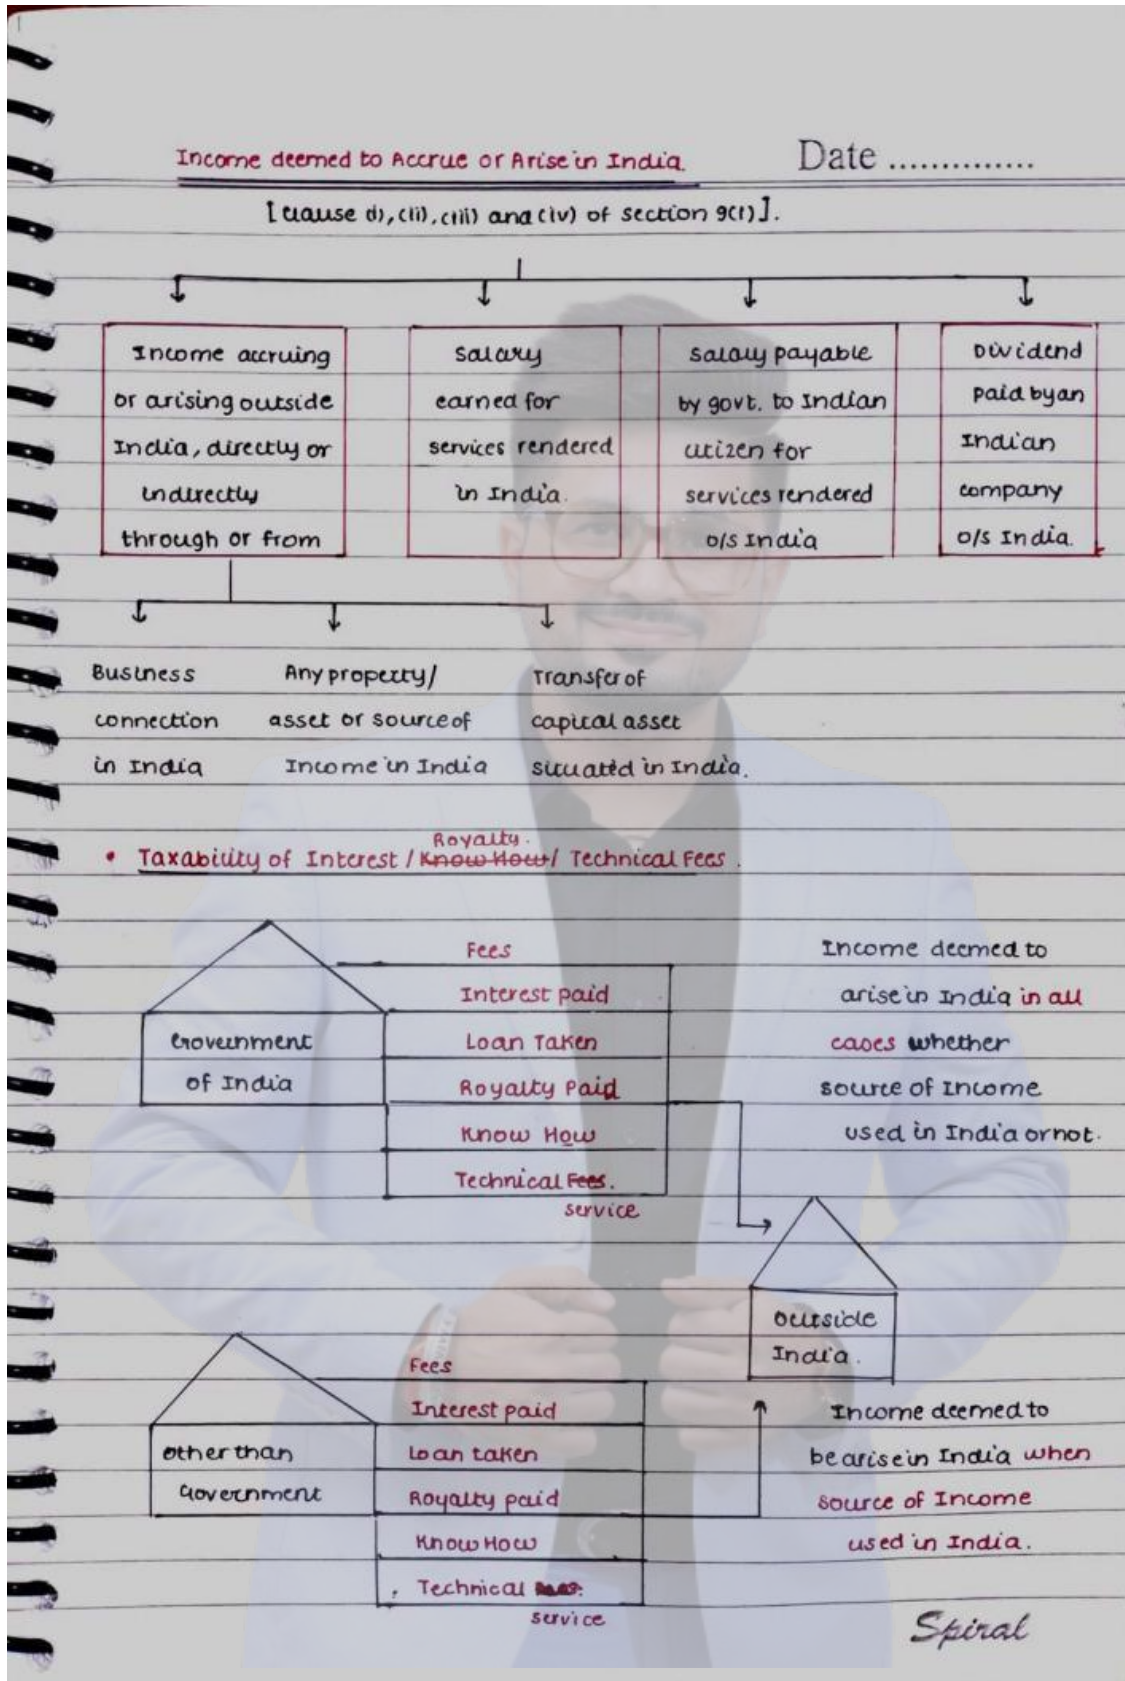 Income deemed to Accrue or Arise in India.
Date ..............
[clause (i), (ii), (iii) and (iv) of section 9(1)].
Income accruing
or arising outside
India, directly or
indirectly
through or from
Salary
earned for
services rendered
in India.
Salary payable
by govt. to Indian
citizen for
services rendered
o/s India
Dividend
paid by an
Indian
company
o/s India.
Business
connection
in India
Any property/
asset or source of
Income in India
Transfer of
capital asset
situated in India.
Royalty.
• Taxability of Interest / Know How / Technical Fees.
Government
of India
Fees
Interest paid
Loan Taken
Royalty Paid
Know How
Technical Fees.
service
Income deemed to
arise in India in all
cases whether
source of Income
used in India or not.
Outside
India.
other than
Government
Fees
Interest paid
Loan taken
Royalty paid
Know How
Technical
service
Income deemed to
be arise in India when
source of Income
used in India.
Spiral